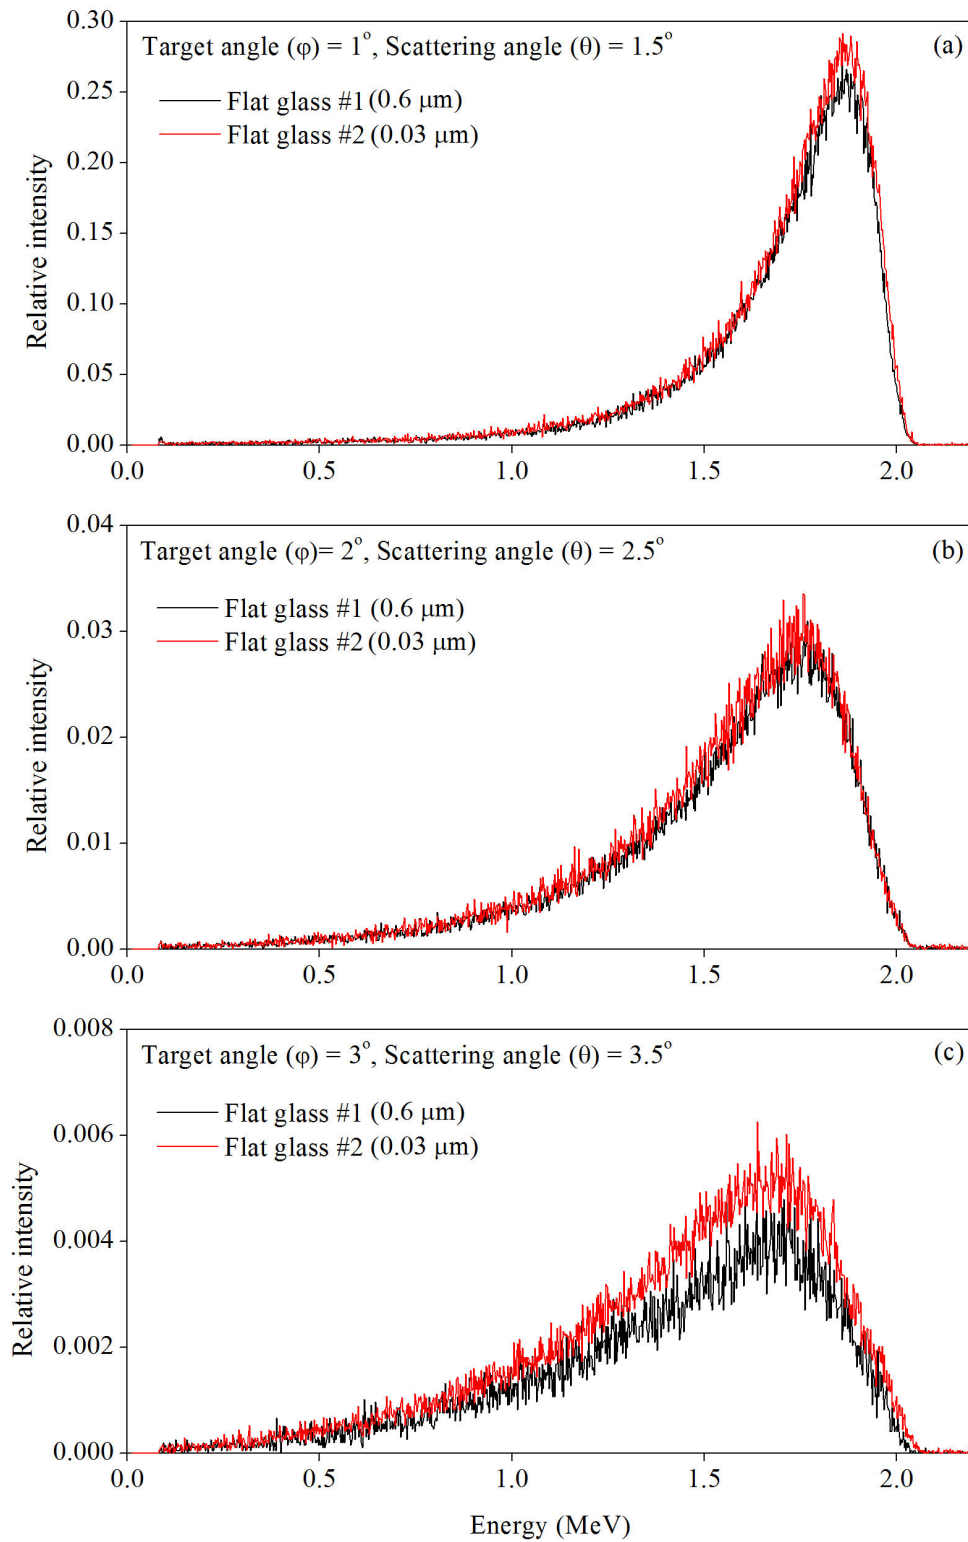 0.30
Target angle (φ) = 1°, Scattering angle (θ) = 1.5°
(a)
Flat glass #1 (0.6 μm)
Flat glass #2 (0.03 μm)
0.25
0.20
0.15
0.10
0.05
0.00
Relative intensity
0.0 0.5 1.0 1.5 2.0
0.04
Target angle (φ)= 2°, Scattering angle (θ) = 2.5°
(b)
Flat glass #1 (0.6 μm)
Flat glass #2 (0.03 μm)
0.03
0.02
0.01
0.00
Relative intensity
0.0 0.5 1.0 1.5 2.0
0.008
Target angle (φ) = 3°, Scattering angle (θ) = 3.5°
(c)
Flat glass #1 (0.6 μm)
Flat glass #2 (0.03 μm)
0.006
0.004
0.002
0.000
Relative intensity
0.0 0.5 1.0 1.5 2.0
Energy (MeV)